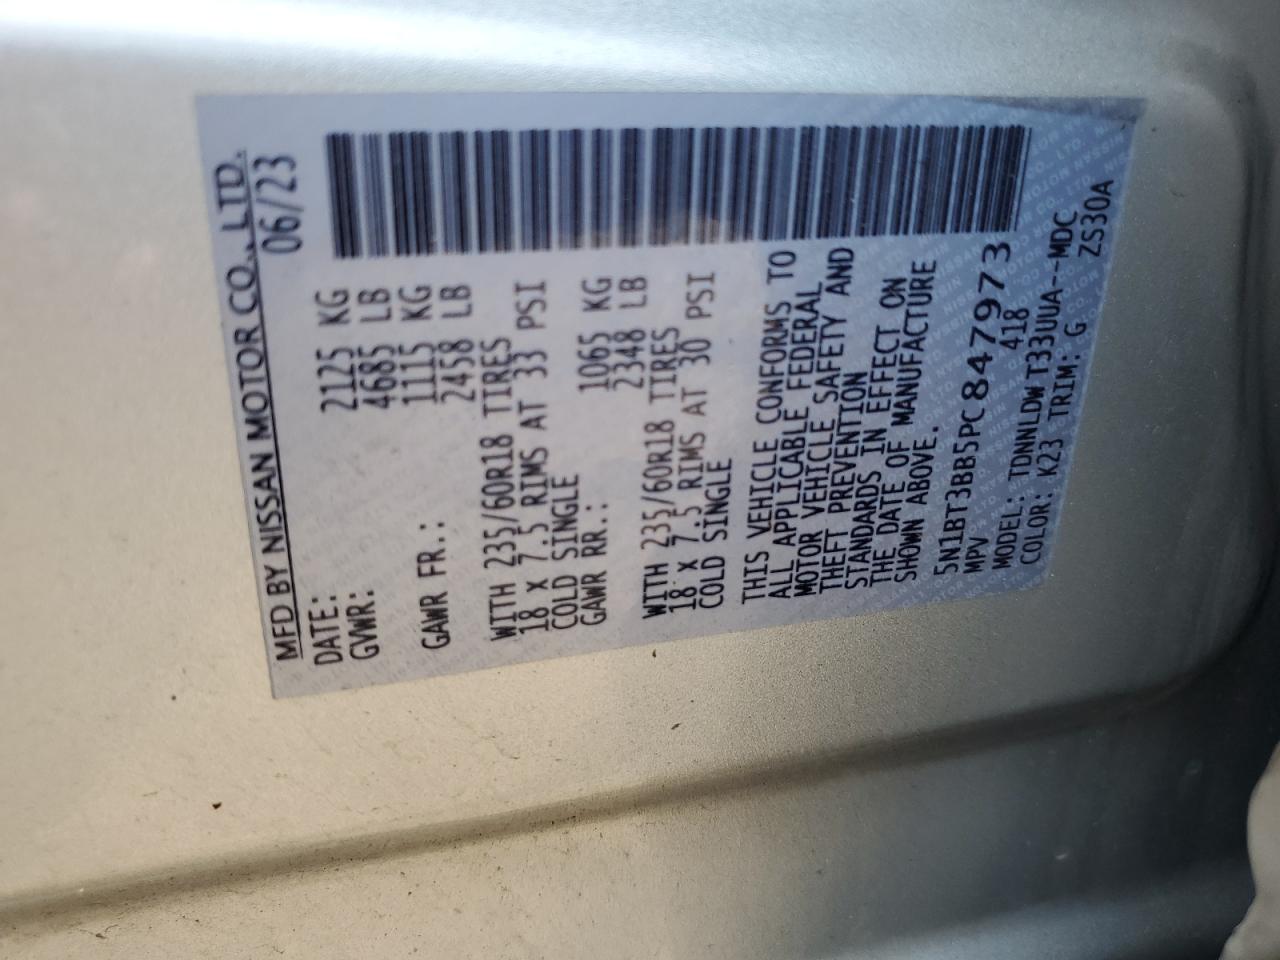 MFD BY NISSAN MOTOR CO., LTD.
DATE: 06/23
GVWR: 2125 KG
4685 LB
GAWR FR.: 1115 KG
2458 LB
WITH 235/60R18 TIRES
18 X 7.5 RIMS AT 33 PSI
COLD SINGLE
GAWR RR.: 1065 KG
2348 LB
WITH 235/60R18 TIRES
18 X 7.5 RIMS AT 30 PSI
COLD SINGLE
THIS VEHICLE CONFORMS TO
ALL APPLICABLE FEDERAL
MOTOR VEHICLE SAFETY AND
THEFT PREVENTION
STANDARDS IN EFFECT ON
THE DATE OF MANUFACTURE
SHOWN ABOVE.
5N1BT3BB5PC847973
MPV 418
MODEL: TDNNLDW T33UUA--MDC
COLOR: K23 TRIM: G ZS30A